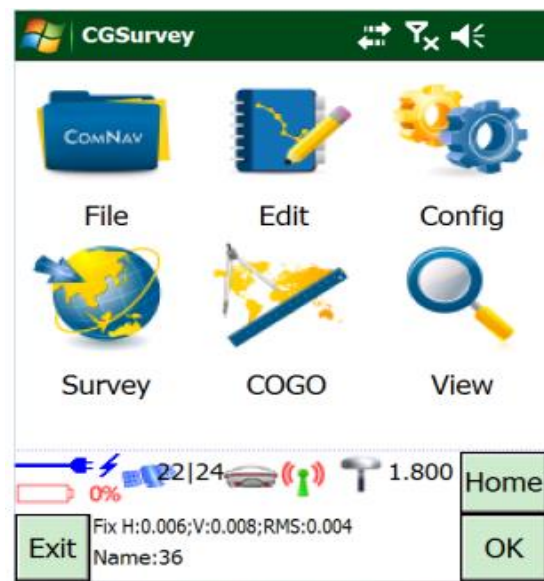 CGSurvey
COMNAV
File Edit Config
Survey COGO View
0% 22|24 1.800 Home
Exit Fix H:0.006;V:0.008;RMS:0.004
Name:36 OK